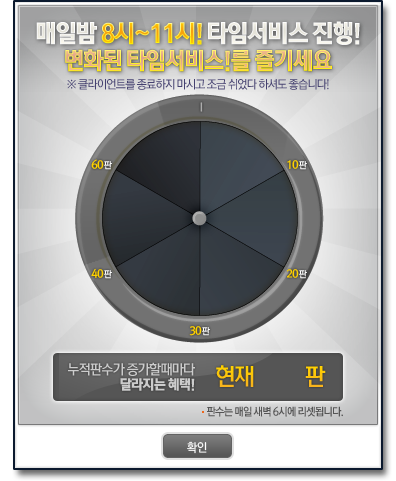 매일밤 8시~11시! 타임서비스 진행!
변화된 타임서비스!를 즐기세요
※ 클라이언트를 종료하지 마시고 조금 쉬었다 하셔도 좋습니다!
60판
10판
40판
20판
30판
누적판수가 증가할때마다
달라지는 혜택!
현재 판
• 판수는 매일 새벽 6시에 리셋됩니다.
확인